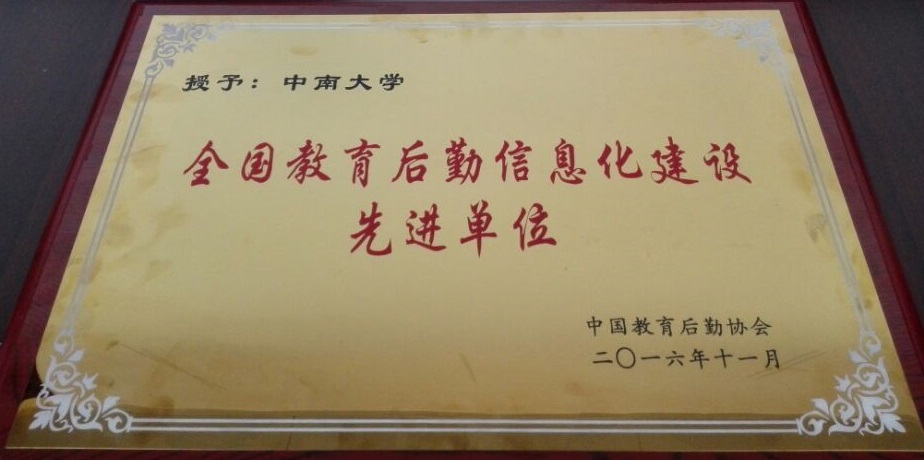 授予：中南大学
全国教育后勤信息化建设
先进单位
中国教育后勤协会
二〇一六年十一月